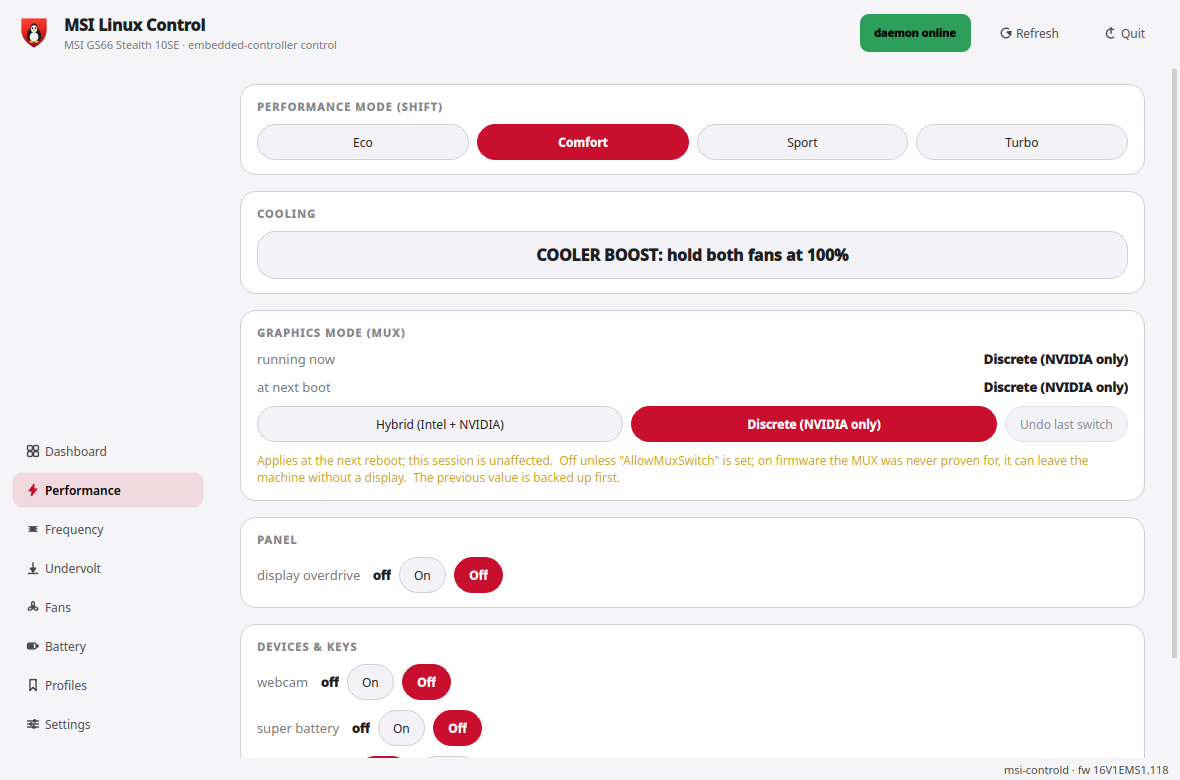 MSI Linux Control
MSI GS66 Stealth 10SE · embedded-controller control
daemon online
Refresh
Quit
Dashboard
Performance
Frequency
Undervolt
Fans
Battery
Profiles
Settings
PERFORMANCE MODE (SHIFT)
Eco
Comfort
Sport
Turbo
COOLING
COOLER BOOST: hold both fans at 100%
GRAPHICS MODE (MUX)
running now
Discrete (NVIDIA only)
at next boot
Discrete (NVIDIA only)
Hybrid (Intel + NVIDIA)
Discrete (NVIDIA only)
Undo last switch
Applies at the next reboot; this session is unaffected.  Off unless "AllowMuxSwitch" is set; on firmware the MUX was never proven for, it can leave the
machine without a display.  The previous value is backed up first.
PANEL
display overdrive off On Off
DEVICES & KEYS
webcam off On Off
super battery off On Off
msi-controld · fw 16V1EMS1.118